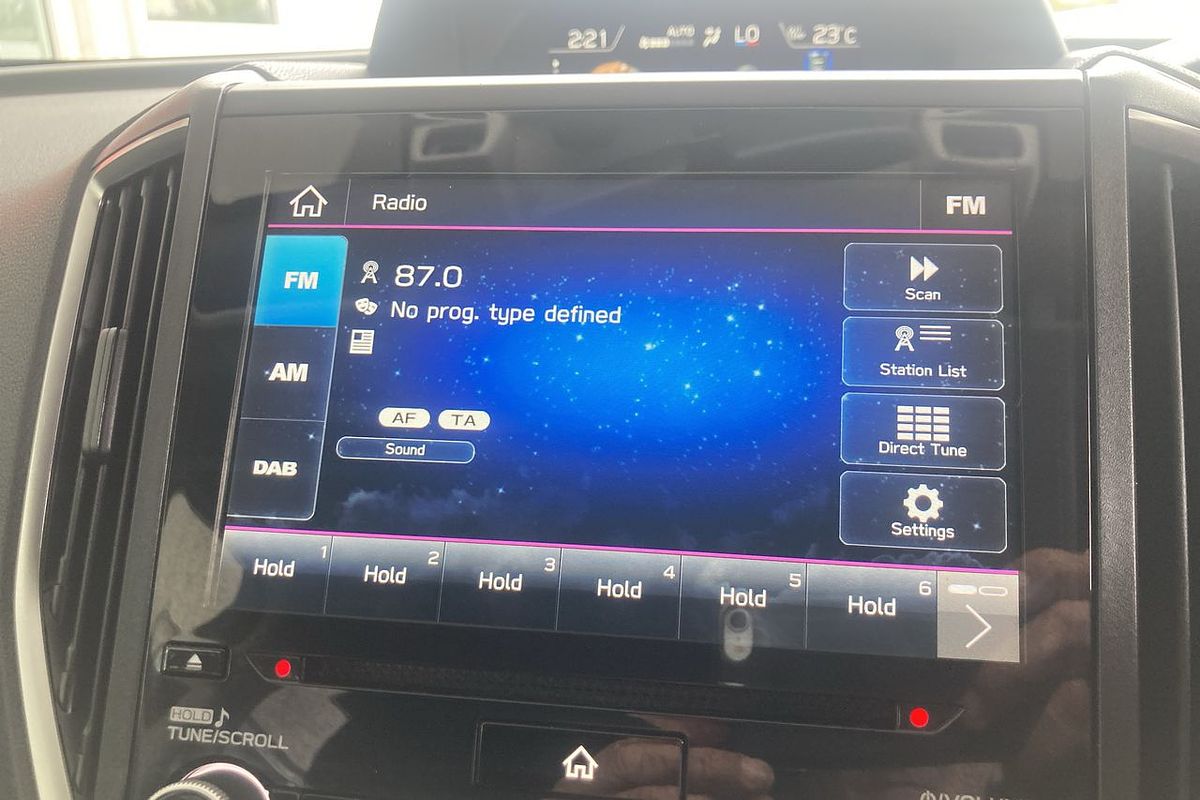 2:21 AUTO LO 23°C
Radio FM
FM
87.0
No prog. type defined
AM
DAB
AF TA
Sound
Scan
Station List
Direct Tune
Settings
Hold 1
Hold 2
Hold 3
Hold 4
Hold 5
Hold 6
HOLD
TUNE/SCROLL